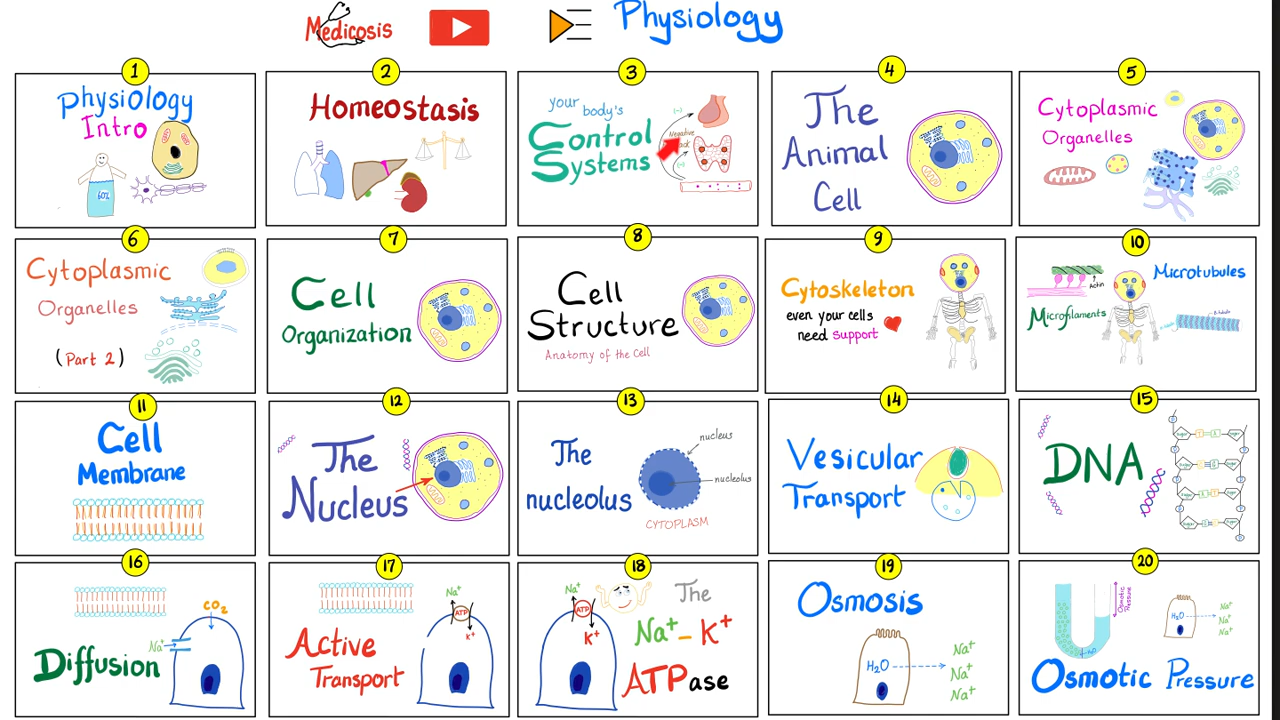 Medicosis
Physiology
1
Physiology
Intro
60%
2
Homeostasis
3
your body's
Control
Systems
(-)
Negative
(-)
4
The
Animal
Cell
5
Cytoplasmic
Organelles
6
Cytoplasmic
Organelles
(Part 2)
7
Cell
Organization
8
Cell
Structure
Anatomy of the Cell
9
Cytoskeleton
even your cells
need support
10
Microtubules
Actin
Microfilaments
11
Cell
Membrane
12
The
Nucleus
13
The
nucleolus
nucleus
nucleolus
CYTOPLASM
14
Vesicular
Transport
15
DNA
16
CO₂
Na⁺
Diffusion
17
Na⁺
ATP
K⁺
Active
Transport
18
Na⁺
ATP
K⁺
The
Na⁺-K⁺
ATPase
19
Osmosis
H₂O
Na⁺
Na⁺
Na⁺
20
Osmotic
Pressure
H₂O
Na⁺
Na⁺
Na⁺
Osmotic Pressure